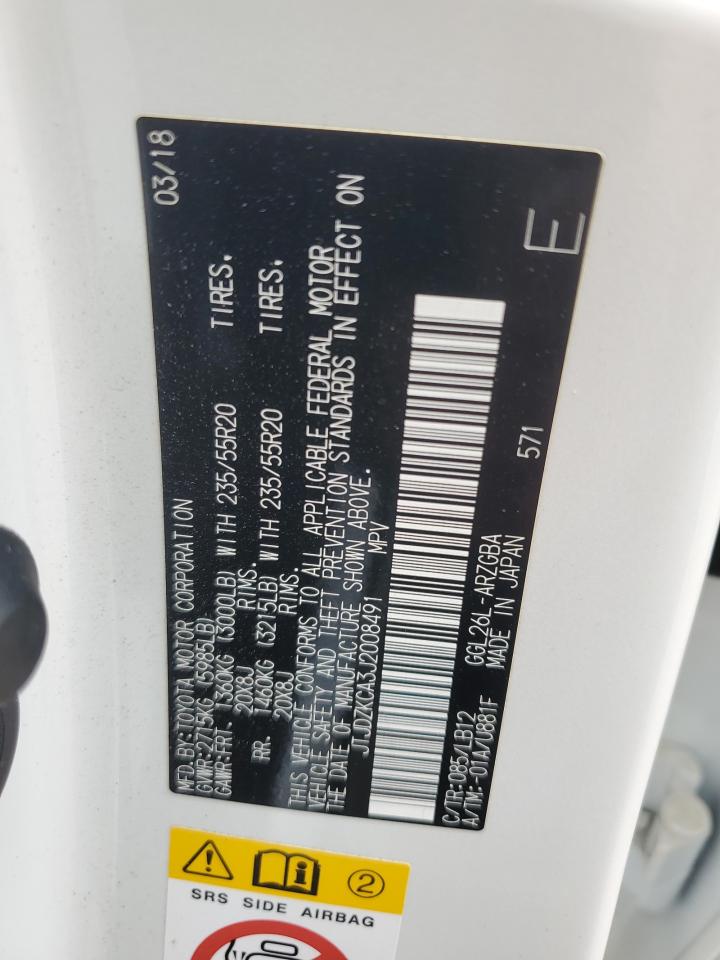 03/18
MFD BY:TOYOTA MOTOR CORPORATION
GVWR:2715KG (5985LB)
GAWR:FRT. 1360KG (3000LB) WITH 235/55R20 TIRES.
20X8J RIMS.
RR. 1460KG (3215LB) WITH 235/55R20 TIRES.
20X8J RIMS.
THIS VEHICLE CONFORMS TO ALL APPLICABLE FEDERAL MOTOR
VEHICLE SAFETY AND THEFT PREVENTION STANDARDS IN EFFECT ON
THE DATE OF MANUFACTURE SHOWN ABOVE.
JTJDZKCA3J2008491 MPV
E
C/TR:085/LB12 GGL26L-ARZGBA
A/TM:-01A/U881F MADE IN JAPAN 571
2
SRS SIDE AIRBAG